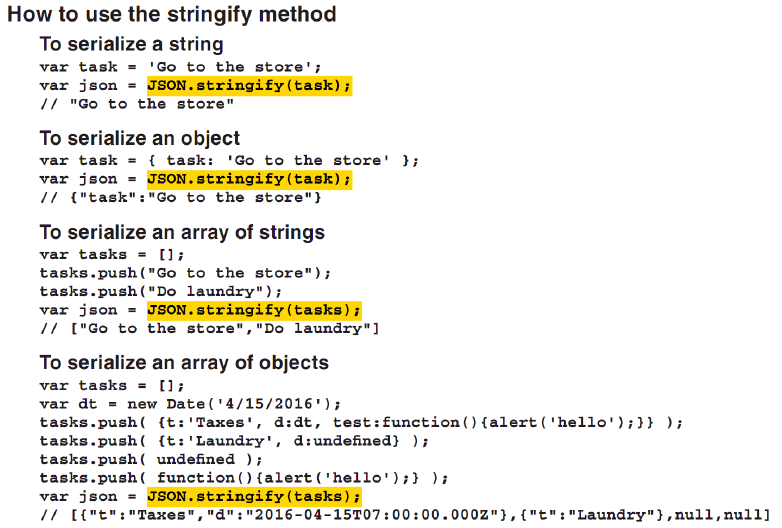 How to use the stringify method
To serialize a string
var task = 'Go to the store';
var json = JSON.stringify(task);
// "Go to the store"
To serialize an object
var task = { task: 'Go to the store' };
var json = JSON.stringify(task);
// {"task":"Go to the store"}
To serialize an array of strings
var tasks = [];
tasks.push("Go to the store");
tasks.push("Do laundry");
var json = JSON.stringify(tasks);
// ["Go to the store","Do laundry"]
To serialize an array of objects
var tasks = [];
var dt = new Date('4/15/2016');
tasks.push( {t:'Taxes', d:dt, test:function(){alert('hello');}} );
tasks.push( {t:'Laundry', d:undefined} );
tasks.push( undefined );
tasks.push( function(){alert('hello');} );
var json = JSON.stringify(tasks);
// [{"t":"Taxes","d":"2016-04-15T07:00:00.000Z"},{"t":"Laundry"},null,null]